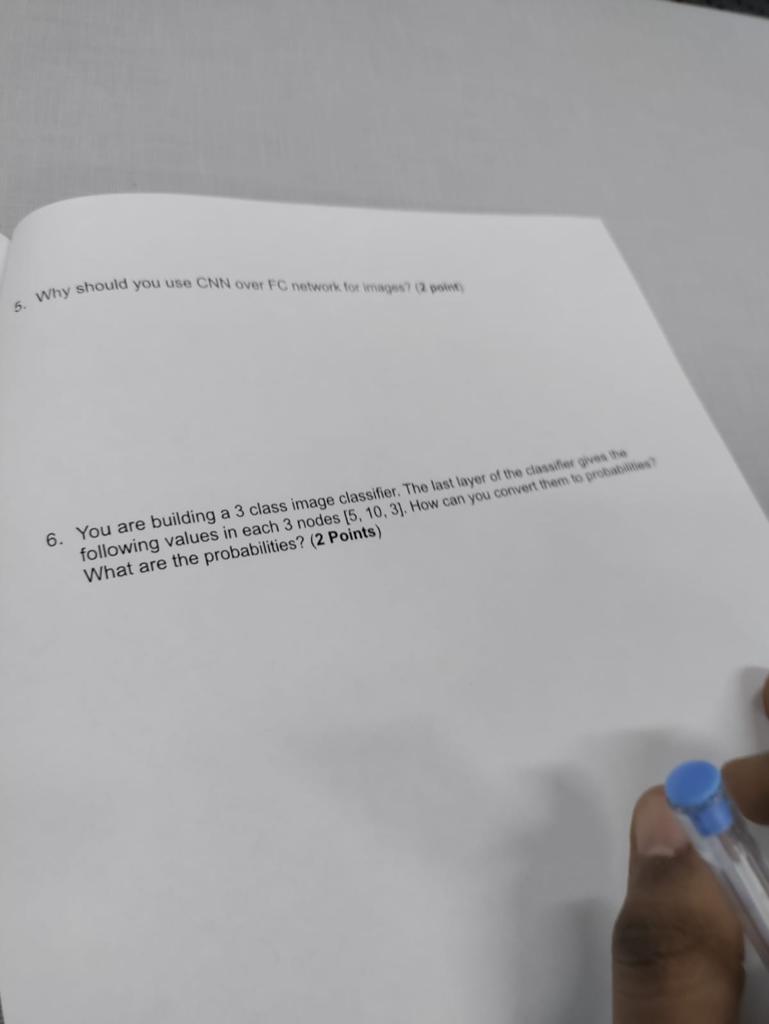 5. Why should you use CNN over FC network for images? (2 point)
6. You are building a 3 class image classifier. The last layer of the classifier gives the
following values in each 3 nodes [5, 10, 3]. How can you convert them to probabilities?
What are the probabilities? (2 Points)